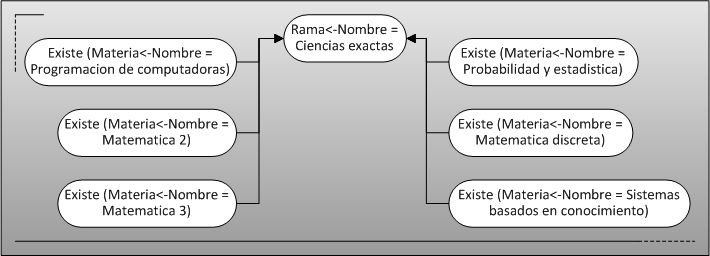 Rama<-Nombre =
Ciencias exactas
Existe (Materia<-Nombre =
Programacion de computadoras)
Existe (Materia<-Nombre =
Matematica 2)
Existe (Materia<-Nombre =
Matematica 3)
Existe (Materia<-Nombre =
Probabilidad y estadistica)
Existe (Materia<-Nombre =
Matematica discreta)
Existe (Materia<-Nombre = Sistemas
basados en conocimiento)